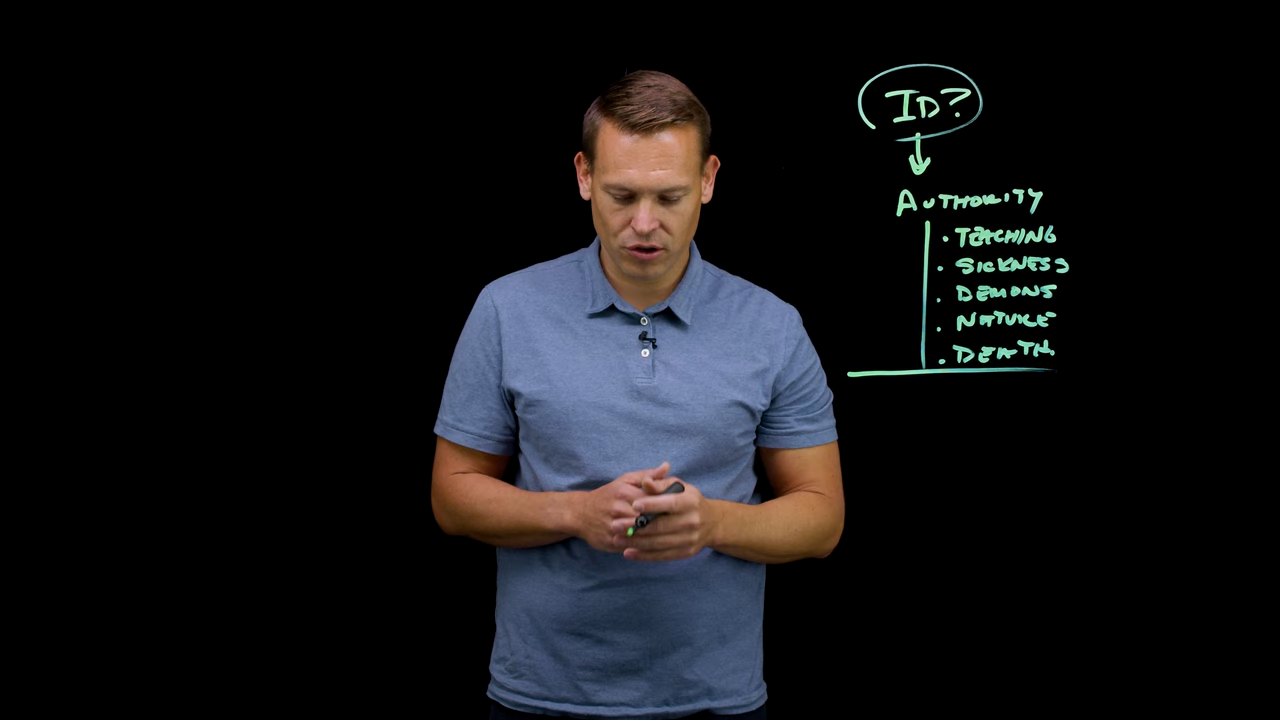 ID?
AUTHORITY
• TEACHING
• SICKNESS
• DEMONS
• NATURE
• DEATH